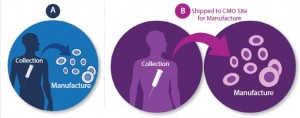 A
Collection
Manufacture
B Shipped to CMO Site
for Manufacture
Collection
Manufacture